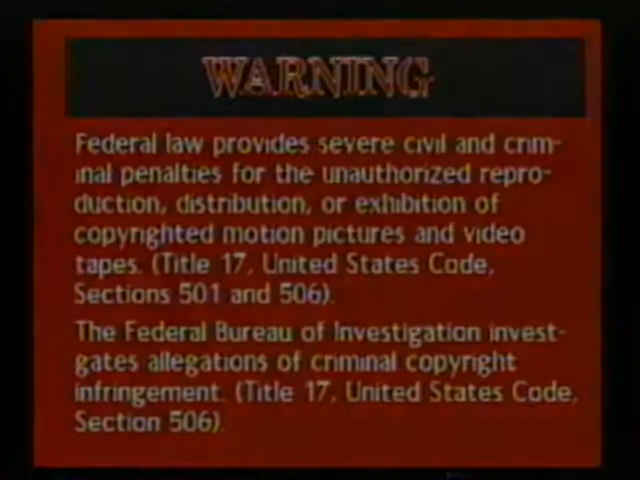 WARNING
Federal law provides severe civil and crim-
inal penalties for the unauthorized repro-
duction, distribution, or exhibition of
copyrighted motion pictures and video
tapes. (Title 17, United States Code,
Sections 501 and 506).
The Federal Bureau of Investigation invest-
gates allegations of criminal copyright
infringement. (Title 17, United States Code,
Section 506).